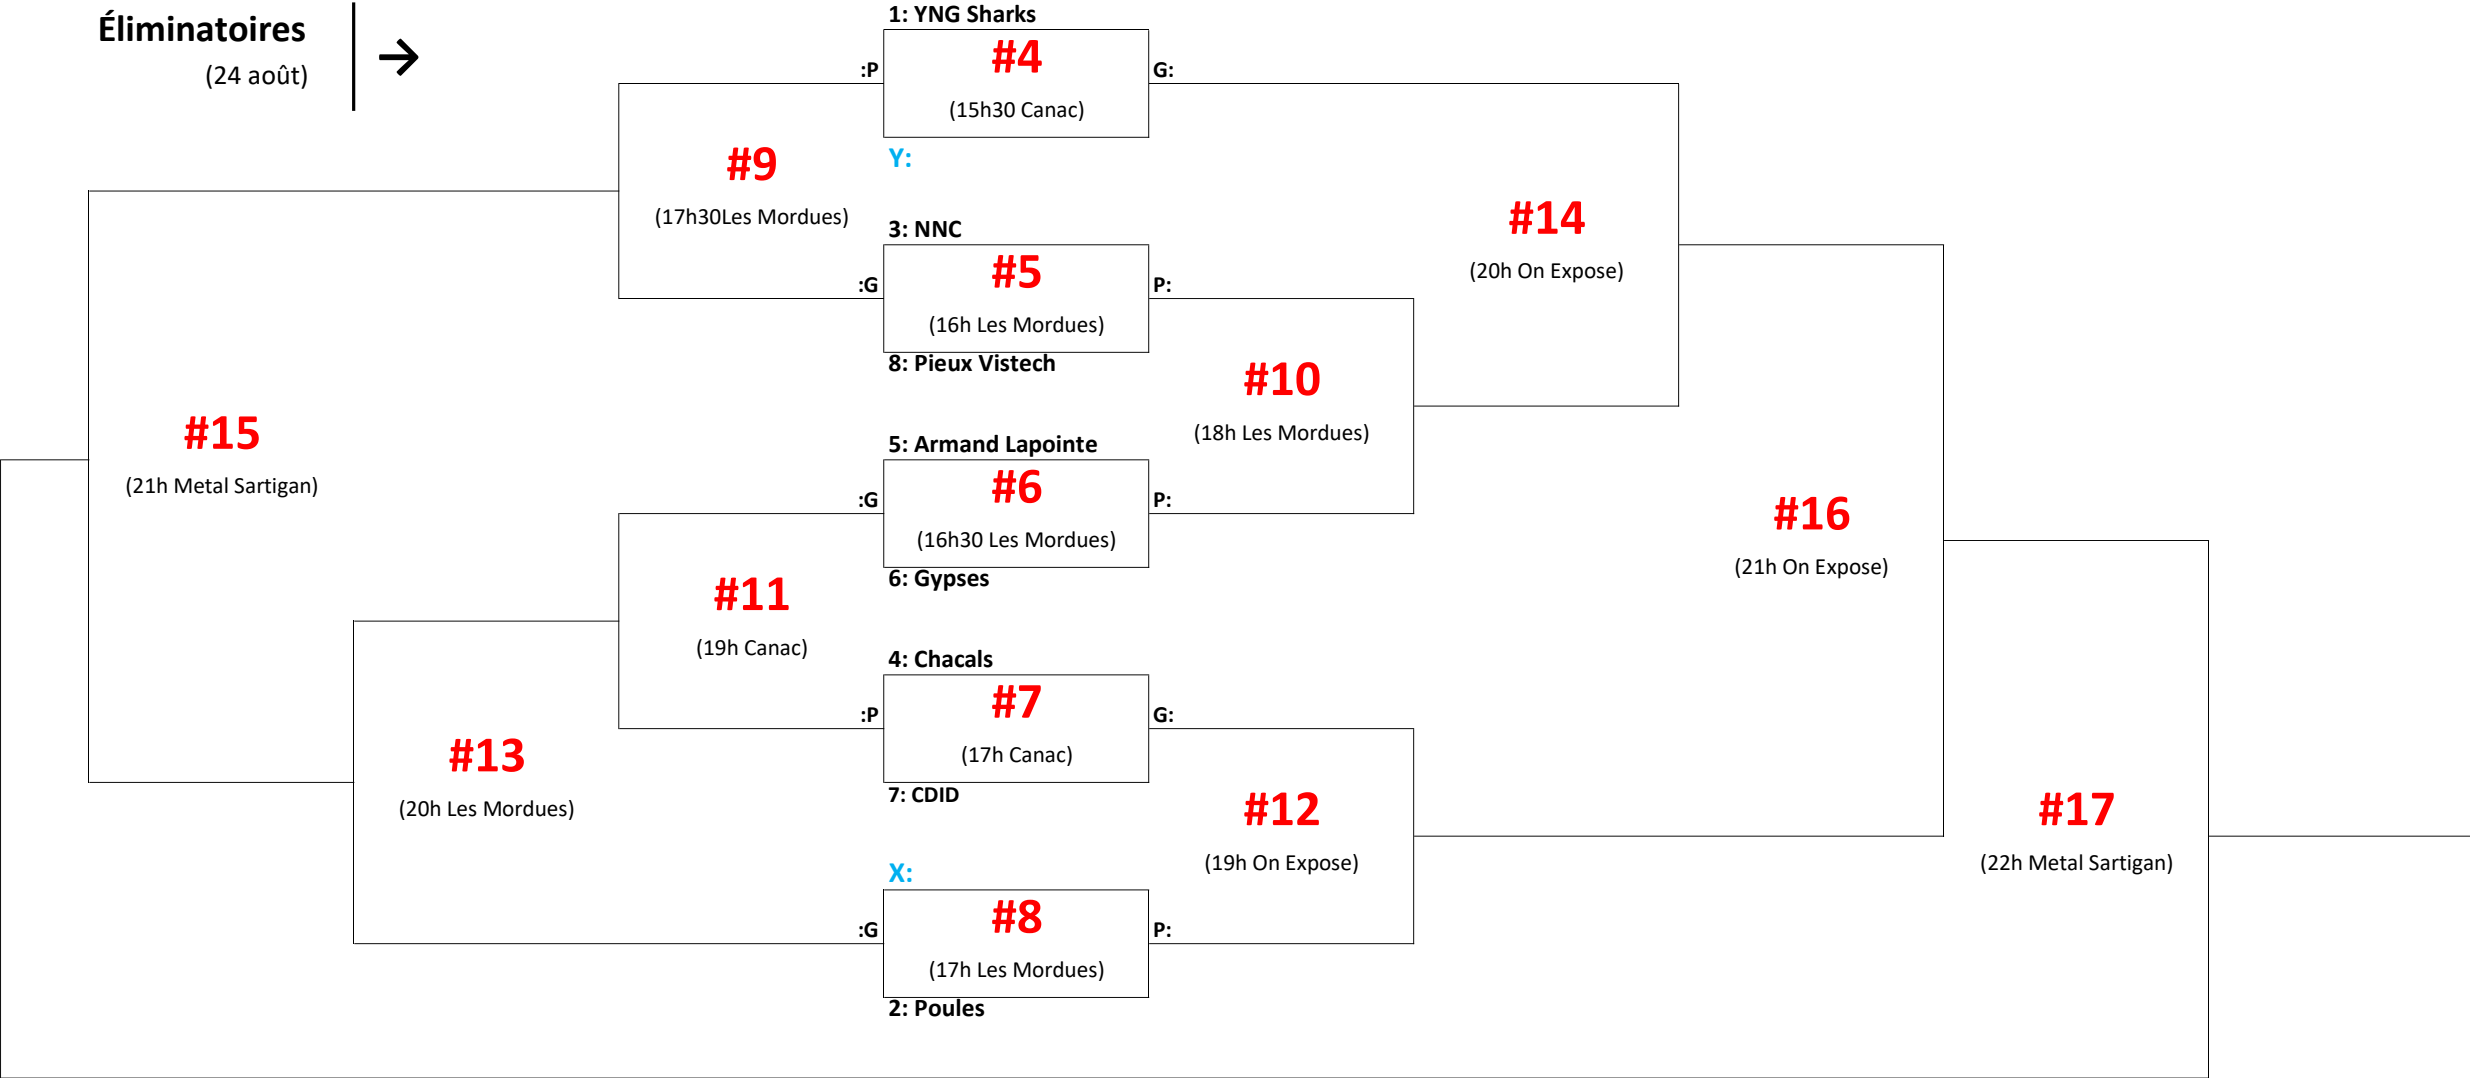 Éliminatoires
(24 août)
→
1: YNG Sharks
:P
#4
G:
(15h30 Canac)
Y:
#9
(17h30Les Mordues)
3: NNC
:G
#5
P:
(16h Les Mordues)
8: Pieux Vistech
#14
(20h On Expose)
#10
(18h Les Mordues)
#15
(21h Metal Sartigan)
5: Armand Lapointe
:G
#6
P:
(16h30 Les Mordues)
6: Gypses
#16
(21h On Expose)
#11
(19h Canac)
4: Chacals
:P
#7
G:
(17h Canac)
7: CDID
#13
(20h Les Mordues)
#12
(19h On Expose)
#17
(22h Metal Sartigan)
X:
:G
#8
P:
(17h Les Mordues)
2: Poules